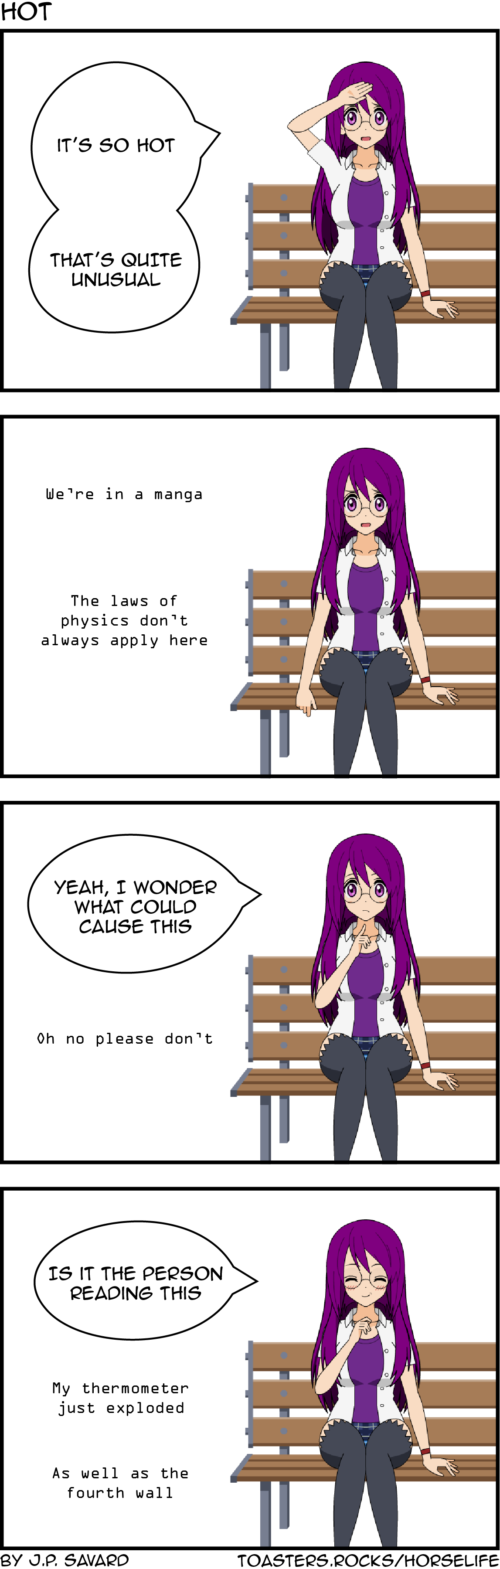 HOT
IT'S SO HOT
THAT'S QUITE
UNUSUAL
We're in a manga
The laws of
physics don't
always apply here
YEAH, I WONDER
WHAT COULD
CAUSE THIS
Oh no please don't
IS IT THE PERSON
READING THIS
My thermometer
just exploded
As well as the
fourth wall
BY J.P. SAVARD
TOASTERS.ROCKS/HORSELIFE